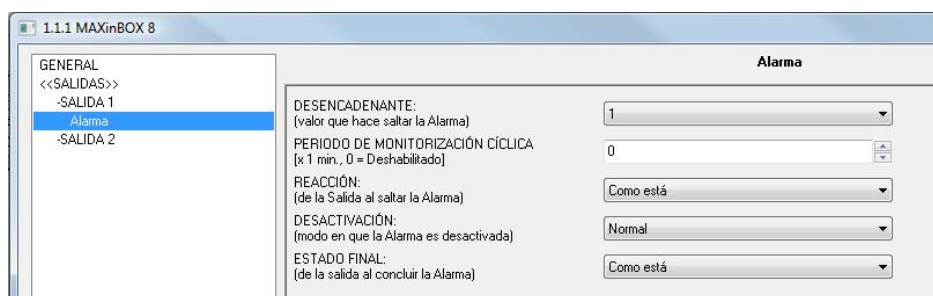 1.1.1 MAXinBOX 8
GENERAL
<<SALIDAS>>
-SALIDA 1
Alarma
-SALIDA 2
Alarma
DESENCADENANTE:
(valor que hace saltar la Alarma)
1
PERIODO DE MONITORIZACIÓN CÍCLICA
[x 1 min., 0 = Deshabilitado]
0
REACCIÓN:
(de la Salida al saltar la Alarma)
Como está
DESACTIVACIÓN:
(modo en que la Alarma es desactivada)
Normal
ESTADO FINAL:
(de la salida al concluir la Alarma)
Como está